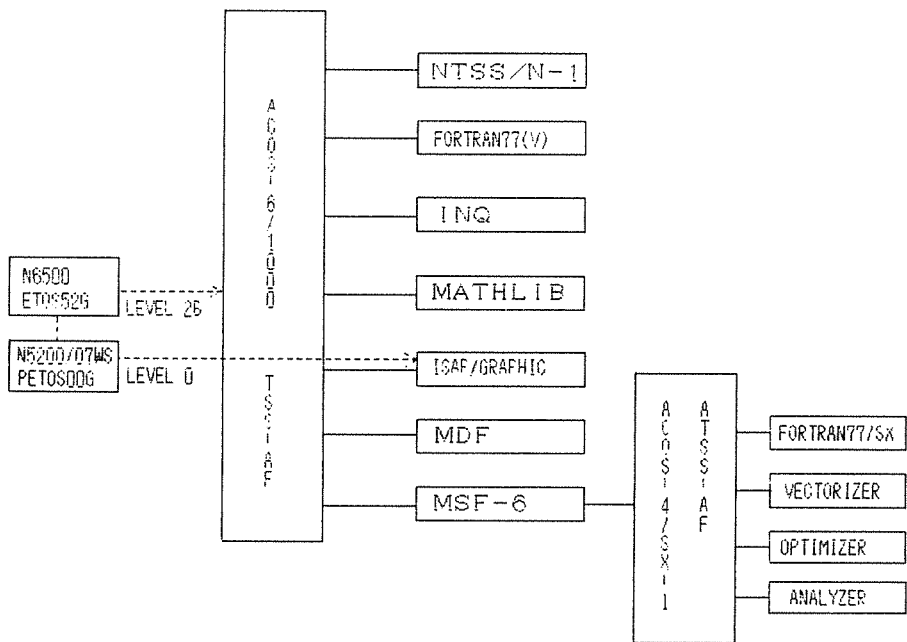 NTSS/N-1
FORTRAN77(V)
INQ
MATHLIB
ISAF/GRAFHIC
MDF
MSF-6
N6500
ETOS52G
LEVEL 26
N5200/07WS
PETOS00G
LEVEL 0
ACOS-6/1000 TSS-AF
ACOS-4/SX-1
ATSS-AF
FORTRAN77/SX
VECTORIZER
OPTIMIZER
ANALYZER